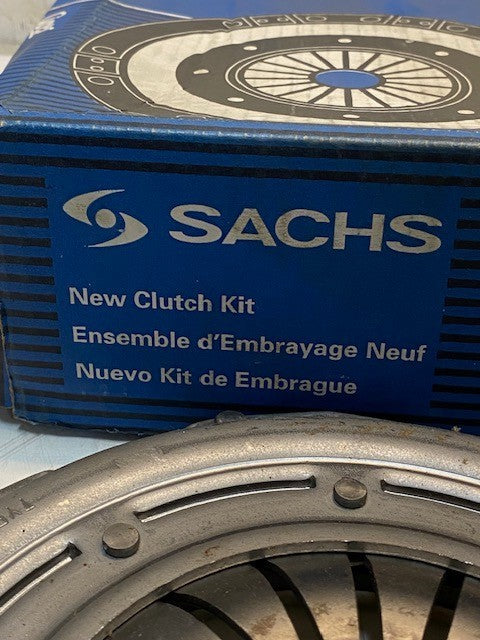 SACHS
New Clutch Kit
Ensemble d'Embrayage Neuf
Nuevo Kit de Embrague